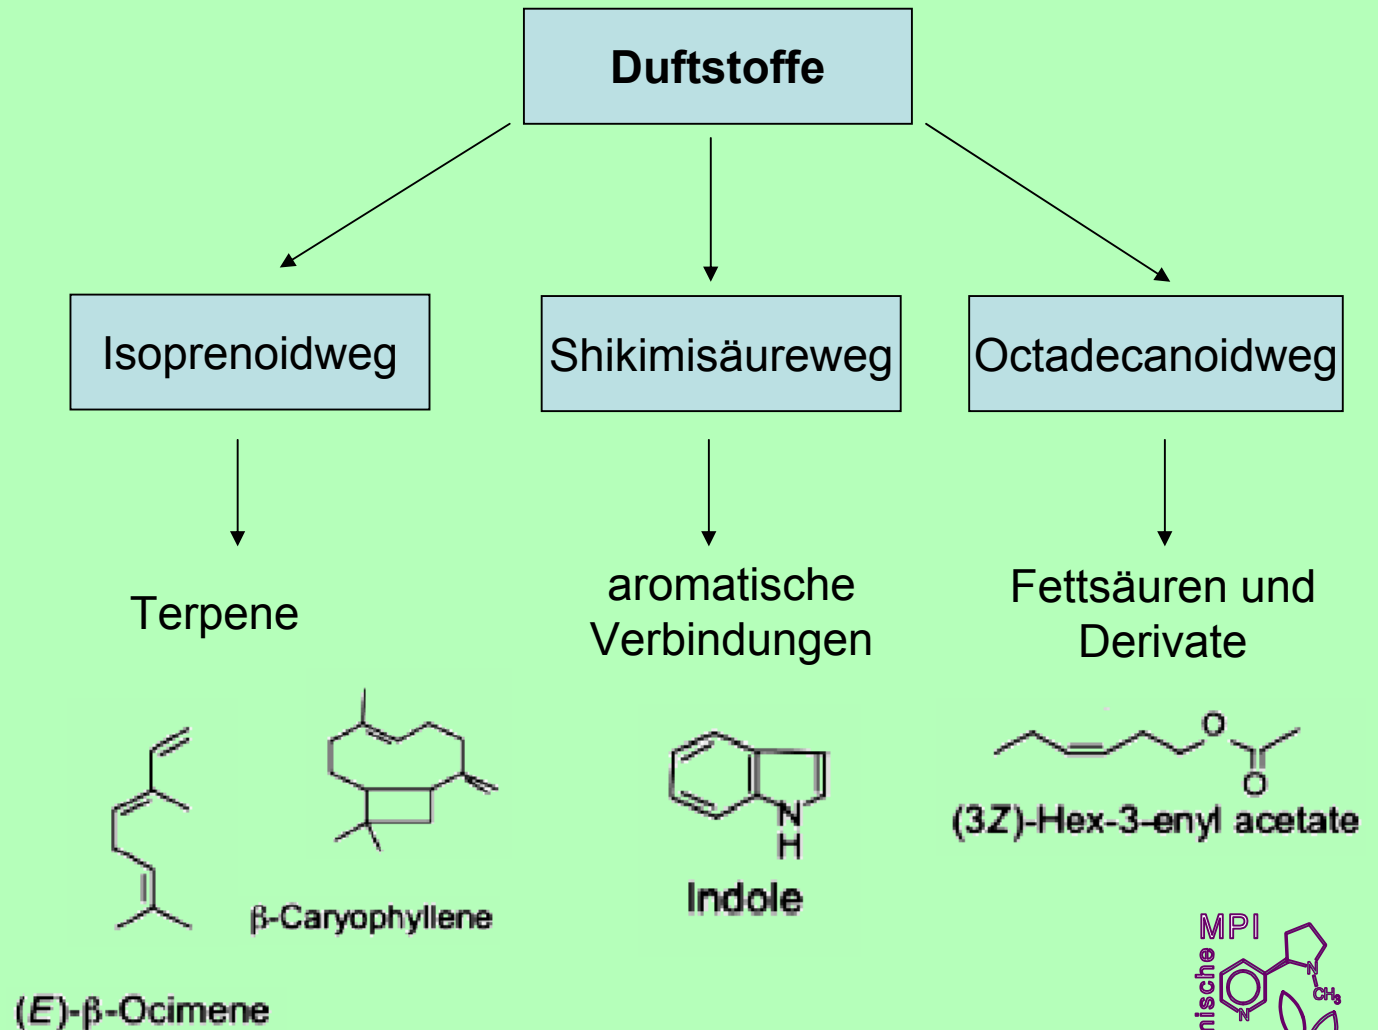 Duftstoffe
Isoprenoidweg
Shikimisäureweg
Octadecanoidweg
Terpene
aromatische
Verbindungen
Fettsäuren und
Derivate
O
O
N
H
(3Z)-Hex-3-enyl acetate
Indole
β-Caryophyllene
(E)-β-Ocimene
MPI
N
CH₃
N